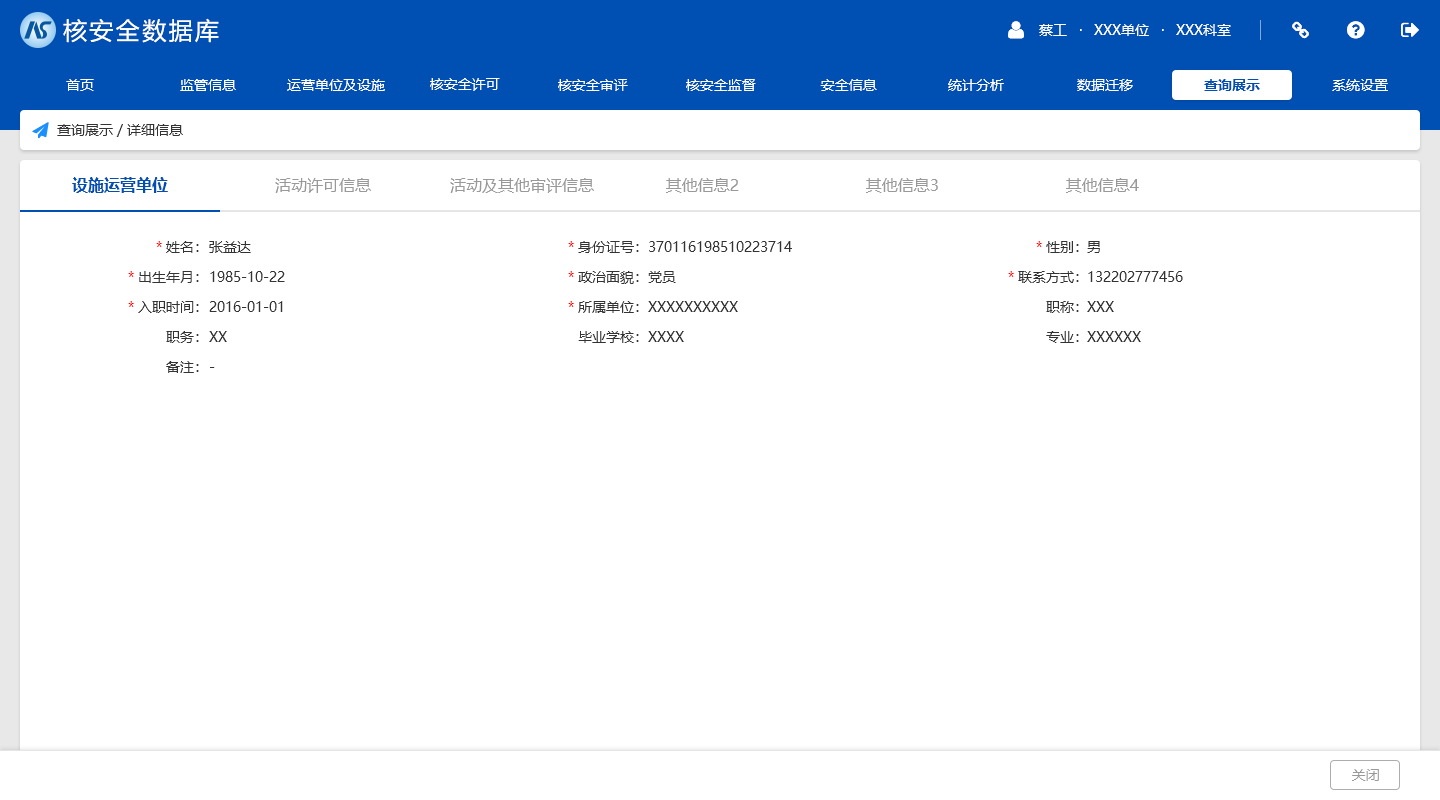 核安全数据库
蔡工 · XXX单位 · XXX科室
首页 监管信息 运营单位及设施 核安全许可 核安全审评 核安全监督 安全信息 统计分析 数据迁移 查询展示 系统设置
查询展示 / 详细信息
设施运营单位 活动许可信息 活动及其他审评信息 其他信息2 其他信息3 其他信息4
* 姓名：张益达 * 身份证号：370116198510223714 * 性别：男
* 出生年月：1985-10-22 * 政治面貌：党员 * 联系方式：132202777456
* 入职时间：2016-01-01 * 所属单位：XXXXXXXXXX 职称：XXX
职务：XX 毕业学校：XXXX 专业：XXXXXX
备注：-
关闭